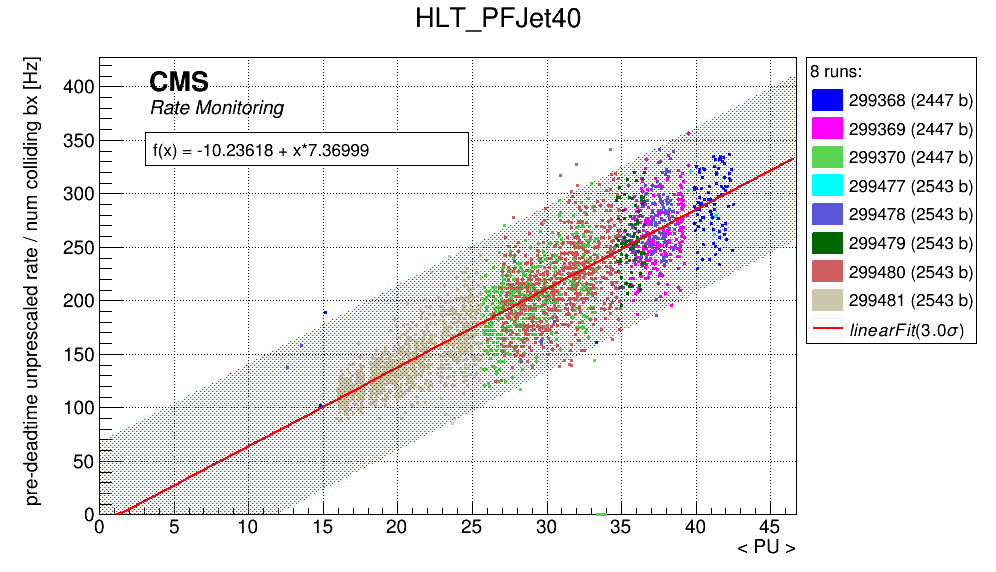 HLT_PFJet40
pre-deadtime unprescaled rate / num colliding bx [Hz]
CMS
Rate Monitoring
f(x) = -10.23618 + x*7.36999
400
350
300
250
200
150
100
50
0
0 5 10 15 20 25 30 35 40 45
< PU >
8 runs:
299368 (2447 b)
299369 (2447 b)
299370 (2447 b)
299477 (2543 b)
299478 (2543 b)
299479 (2543 b)
299480 (2543 b)
299481 (2543 b)
linearFit(3.0σ)